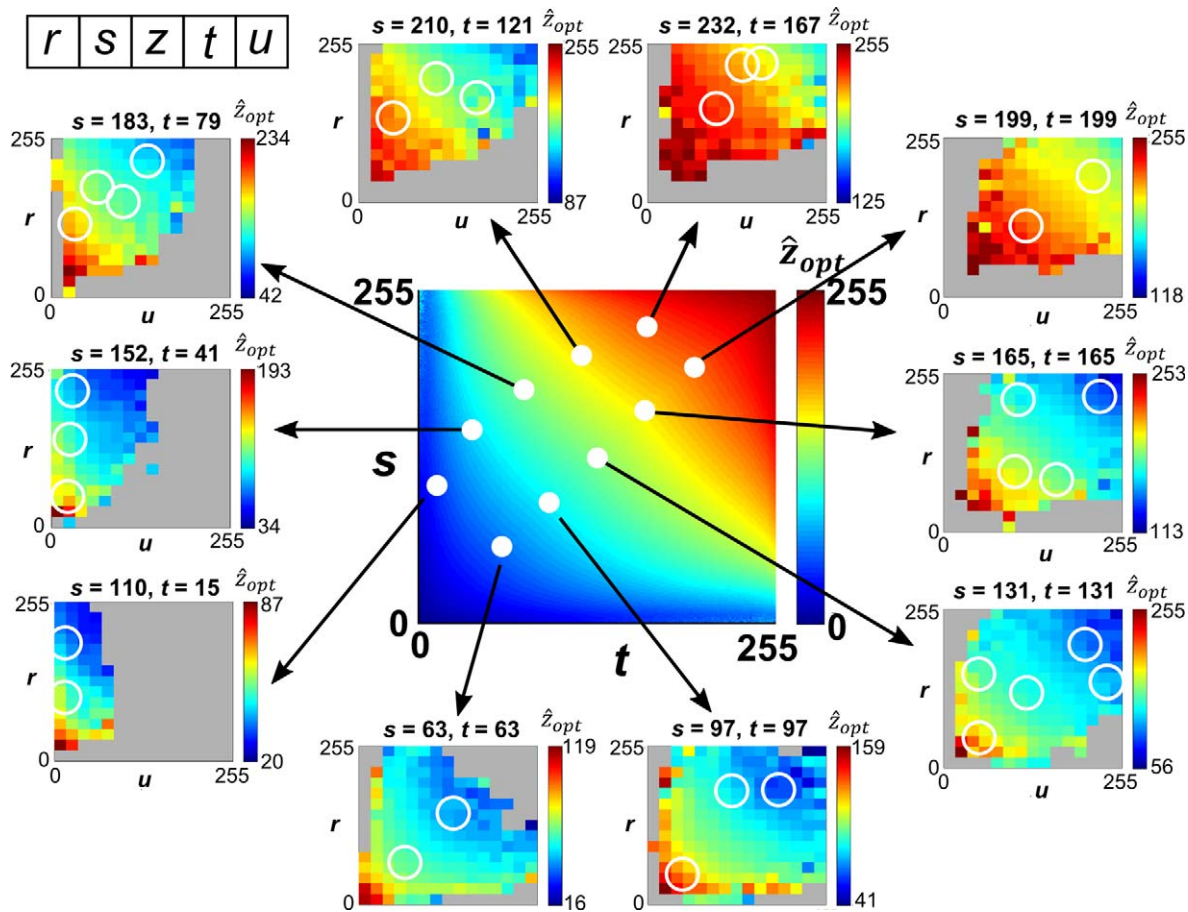 r s z t u
s = 210, t = 121
ẑopt
255
r
0
0
u
255
87
255
s = 232, t = 167
ẑopt
255
r
0
0
u
255
125
255
s = 183, t = 79
ẑopt
255
r
0
0
u
255
234
42
s = 199, t = 199
ẑopt
255
r
0
0
u
255
255
118
s = 152, t = 41
ẑopt
255
r
0
0
u
255
193
34
ẑopt
255
s
0
0
t
255
255
0
s = 165, t = 165
ẑopt
255
r
0
0
u
255
253
113
s = 110, t = 15
ẑopt
255
r
0
0
u
255
87
20
s = 131, t = 131
ẑopt
255
r
0
0
u
255
255
56
s = 63, t = 63
ẑopt
255
r
0
119
16
s = 97, t = 97
ẑopt
255
r
0
159
41